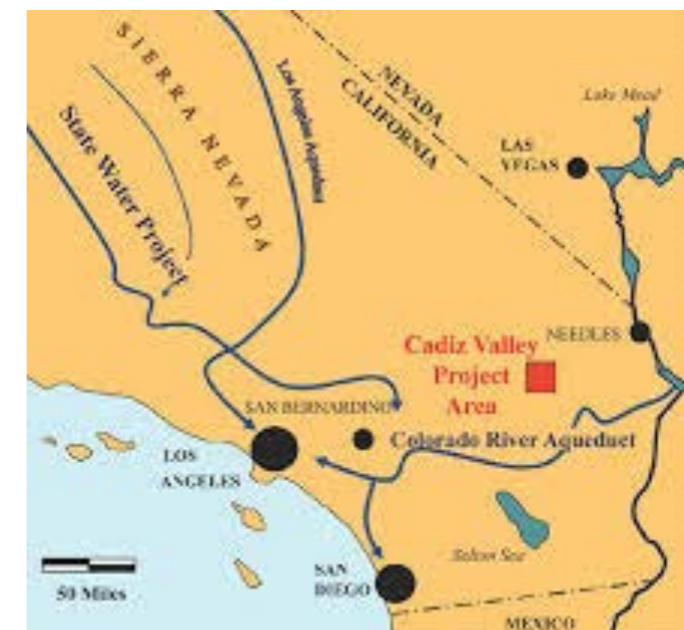 SIERRA NEVADA
State Water Project
Los Angeles Aqueduct
NEVADA
CALIFORNIA
Lake Mead
LAS
VEGAS
NEEDLES
Cadiz Valley
Project
Area
SAN BERNARDINO
Colorado River Aqueduct
LOS
ANGELES
Salton Sea
50 Miles
SAN
DIEGO
MEXICO